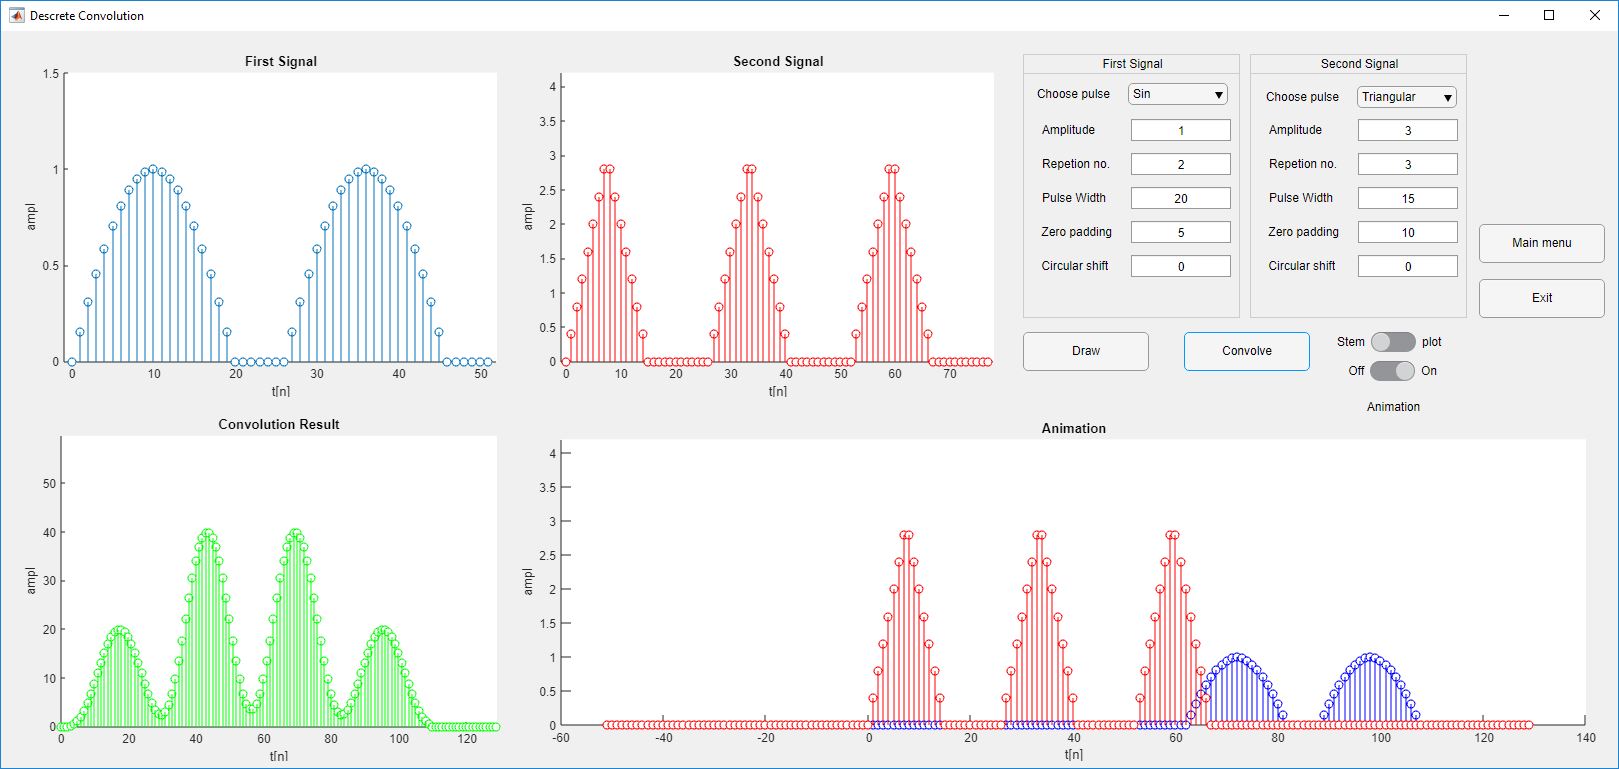 Descrete Convolution
First Signal
1.5
1
0.5
0
ampl
0 10 20 30 40 50
t[n]
Second Signal
4
3.5
3
2.5
2
1.5
1
0.5
0
ampl
0 10 20 30 40 50 60 70
t[n]
First Signal
Choose pulse Sin
Amplitude 1
Repetion no. 2
Pulse Width 20
Zero padding 5
Circular shift 0
Second Signal
Choose pulse Triangular
Amplitude 3
Repetion no. 3
Pulse Width 15
Zero padding 10
Circular shift 0
Main menu
Exit
Draw
Convolve
Stem plot
Off On
Animation
Convolution Result
50
40
30
20
10
0
ampl
0 20 40 60 80 100 120
t[n]
Animation
4
3.5
3
2.5
2
1.5
1
0.5
0
ampl
-60 -40 -20 0 20 40 60 80 100 120 140
t[n]